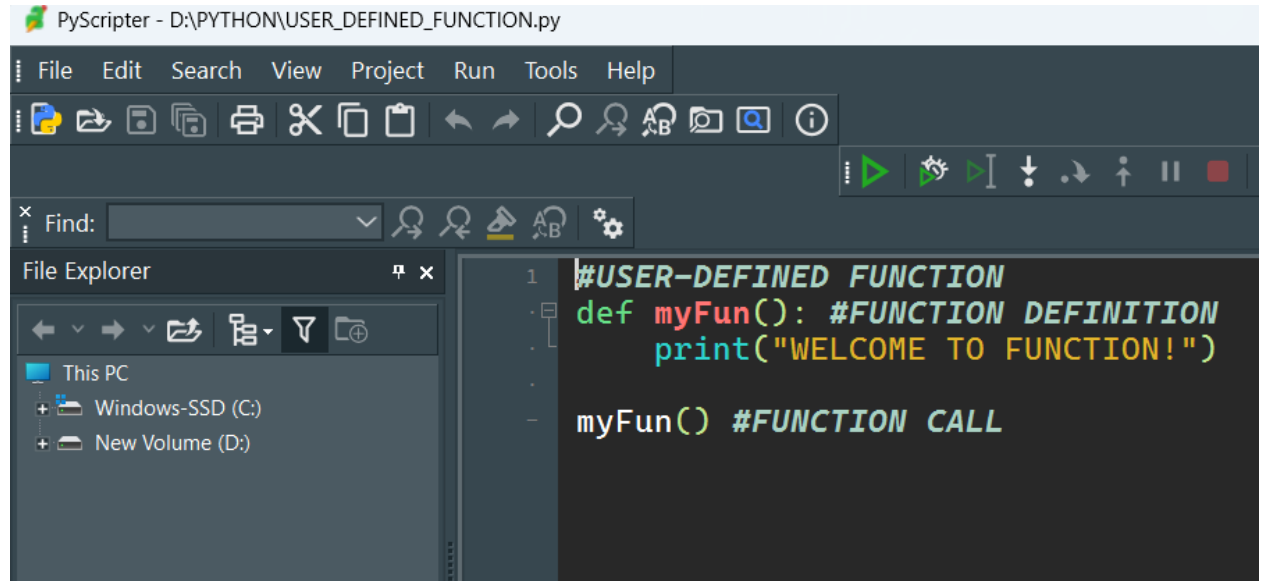 PyScripter - D:\PYTHON\USER_DEFINED_FUNCTION.py
File Edit Search View Project Run Tools Help
Find:
File Explorer
This PC
Windows-SSD (C:)
New Volume (D:)
1 #USER-DEFINED FUNCTION
def myFun(): #FUNCTION DEFINITION
    print("WELCOME TO FUNCTION!")
myFun() #FUNCTION CALL